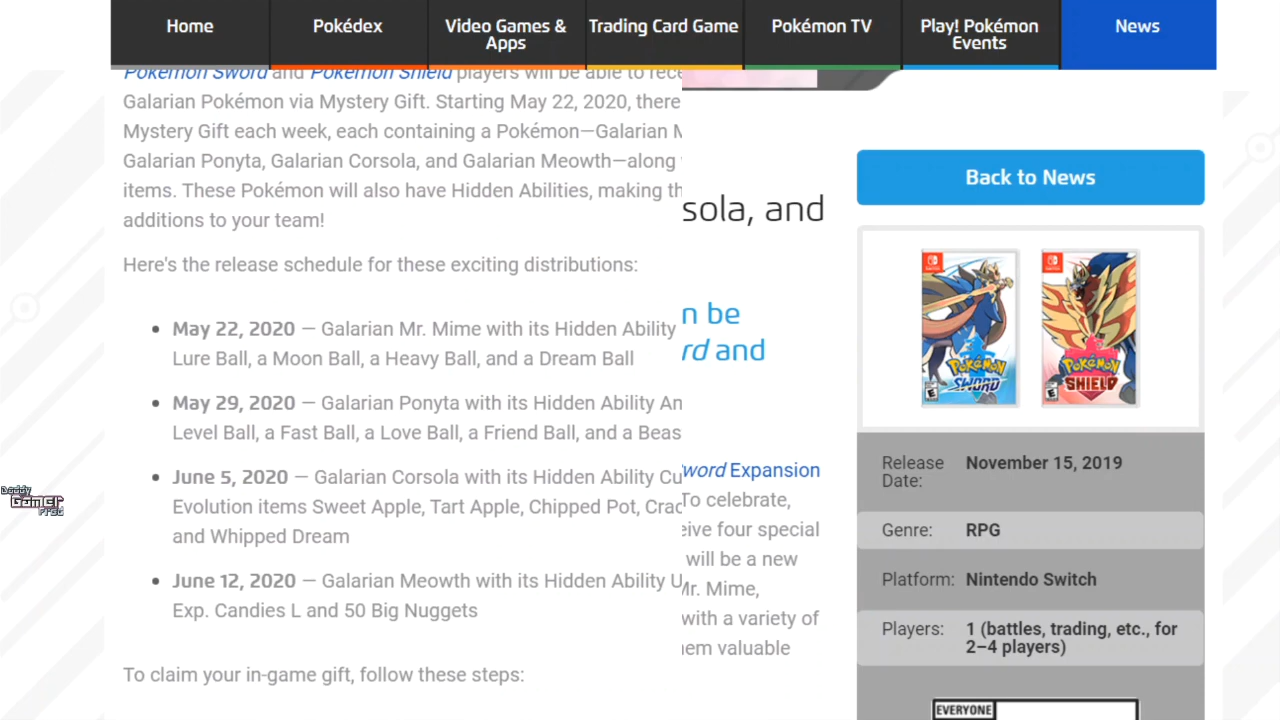 Home
Pokédex
Video Games &
Apps
Trading Card Game
Pokémon TV
Play! Pokémon
Events
News
Pokémon Sword and Pokémon Shield players will be able to rece
Galarian Pokémon via Mystery Gift. Starting May 22, 2020, there
Mystery Gift each week, each containing a Pokémon—Galarian M
Galarian Ponyta, Galarian Corsola, and Galarian Meowth—along
items. These Pokémon will also have Hidden Abilities, making th
additions to your team!
Here's the release schedule for these exciting distributions:
• May 22, 2020 — Galarian Mr. Mime with its Hidden Ability
Lure Ball, a Moon Ball, a Heavy Ball, and a Dream Ball
• May 29, 2020 — Galarian Ponyta with its Hidden Ability An
Level Ball, a Fast Ball, a Love Ball, a Friend Ball, and a Beas
• June 5, 2020 — Galarian Corsola with its Hidden Ability Cu
Evolution items Sweet Apple, Tart Apple, Chipped Pot, Crac
and Whipped Dream
• June 12, 2020 — Galarian Meowth with its Hidden Ability U
Exp. Candies L and 50 Big Nuggets
To claim your in-game gift, follow these steps:
sola, and
n be
rd and
word Expansion
To celebrate,
eive four special
will be a new
Mr. Mime,
with a variety of
hem valuable
Back to News
POKÉMON
SWORD
POKÉMON
SHIELD
Release
Date:
November 15, 2019
Genre: RPG
Platform: Nintendo Switch
Players: 1 (battles, trading, etc., for
2–4 players)
EVERYONE
Daddy
Gamer
Fred